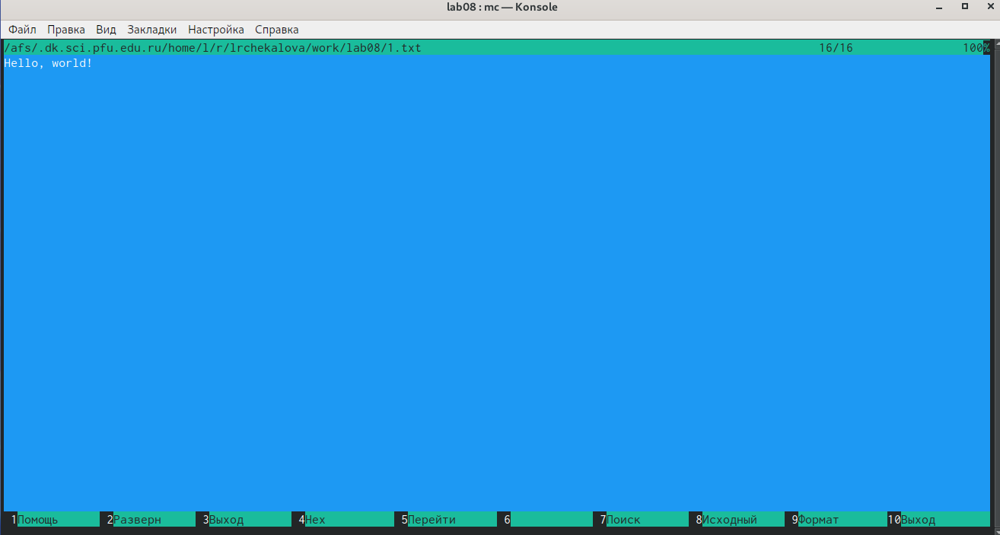 lab08 : mc — Konsole
Файл Правка Вид Закладки Настройка Справка
/afs/.dk.sci.pfu.edu.ru/home/l/r/lrchekalova/work/lab08/1.txt 16/16 100%
Hello, world!
1Помощь 2Разверн 3Выход 4Hex 5Перейти 6 7Поиск 8Исходный 9Формат 10Выход